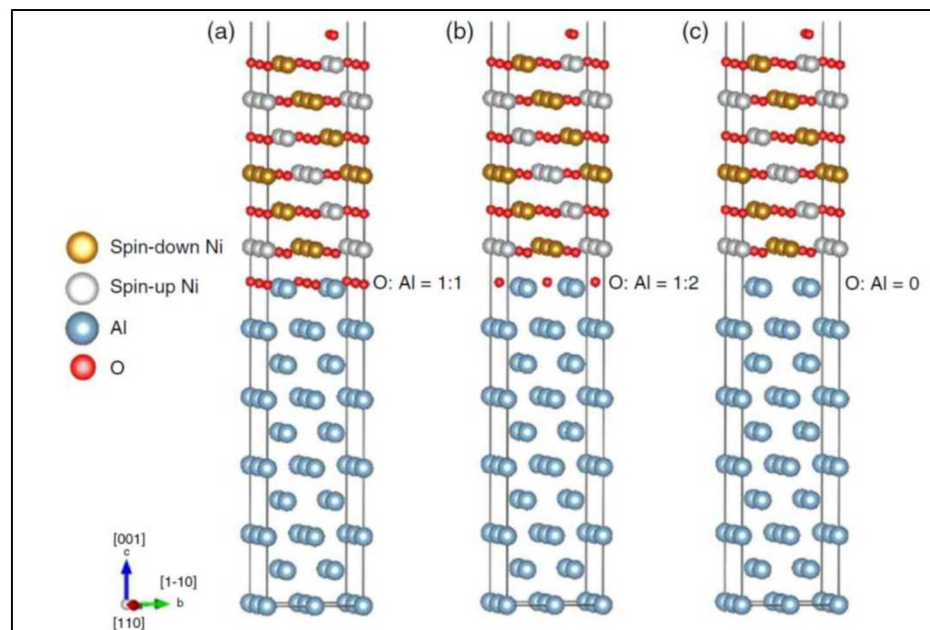 (a)
(b)
(c)
Spin-down Ni
Spin-up Ni
Al
O
O: Al = 1:1
O: Al = 1:2
O: Al = 0
[001]
c
[1-10]
b
[110]